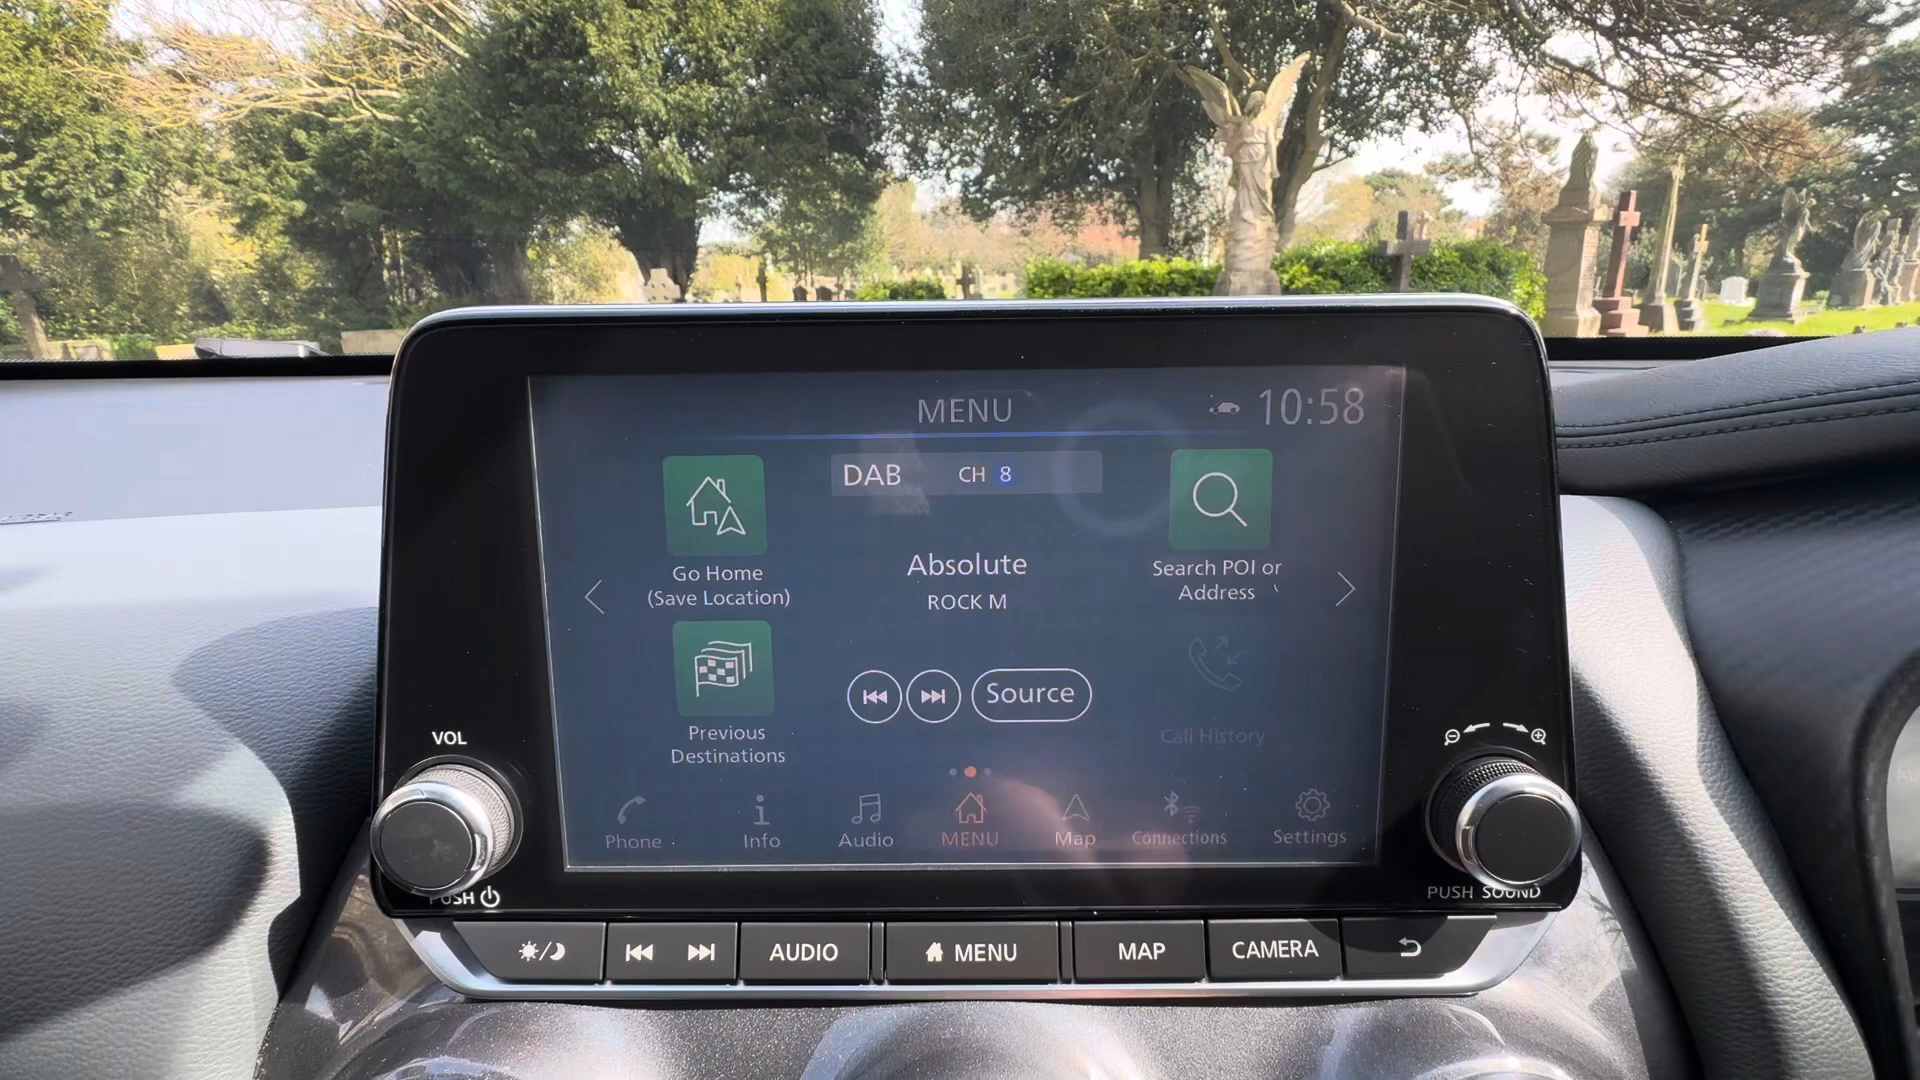 MENU
10:58
DAB CH 8
Go Home
(Save Location)
Absolute
ROCK M
Search POI or
Address
Source
Previous
Destinations
Call History
Phone
Info
Audio
MENU
Map
Connections
Settings
VOL
PUSH
PUSH SOUND
AUDIO
MENU
MAP
CAMERA